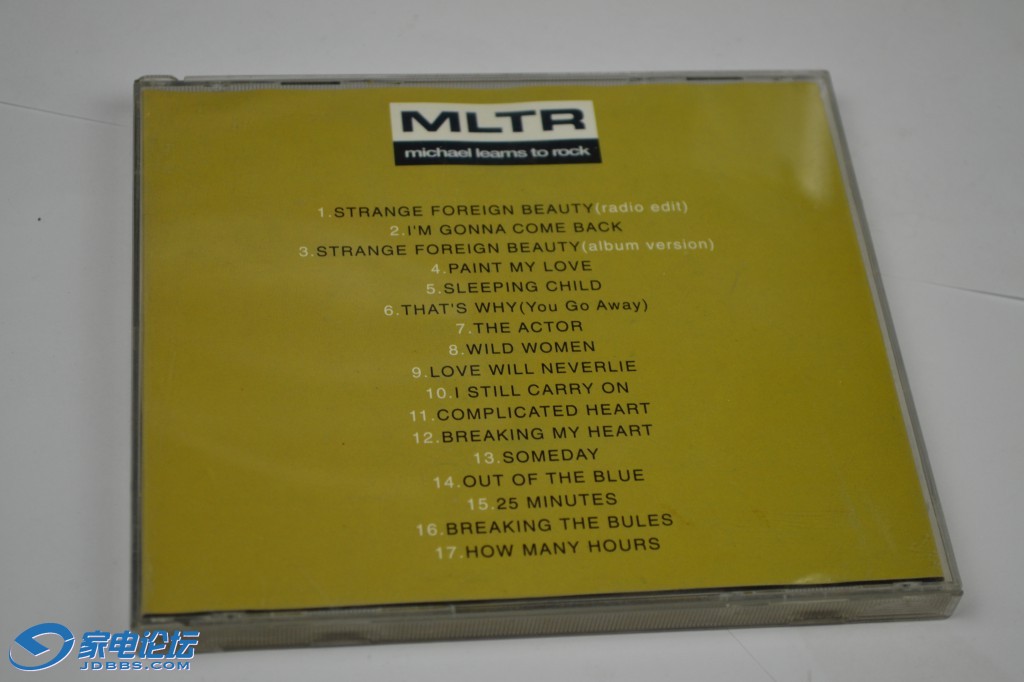 MLTR
michael learns to rock
1.STRANGE FOREIGN BEAUTY(radio edit)
2.I'M GONNA COME BACK
3.STRANGE FOREIGN BEAUTY(album version)
4.PAINT MY LOVE
5.SLEEPING CHILD
6.THAT'S WHY(You Go Away)
7.THE ACTOR
8.WILD WOMEN
9.LOVE WILL NEVERLIE
10.I STILL CARRY ON
11.COMPLICATED HEART
12.BREAKING MY HEART
13.SOMEDAY
14.OUT OF THE BLUE
15.25 MINUTES
16.BREAKING THE BULES
17.HOW MANY HOURS
家电论坛
JDBBS.COM